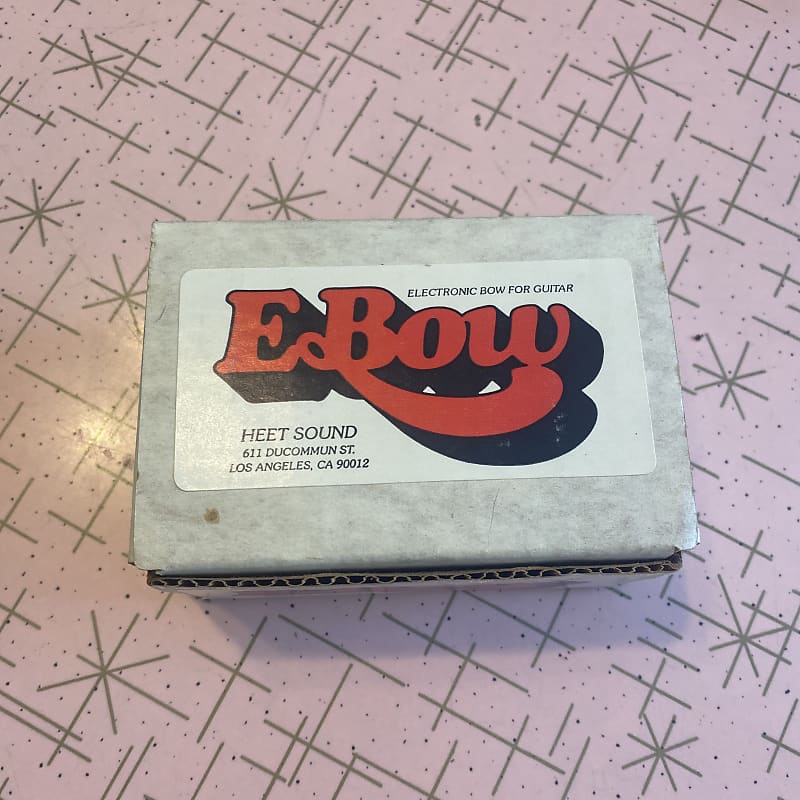 ELECTRONIC BOW FOR GUITAR
EBow
HEET SOUND
611 DUCOMMUN ST.
LOS ANGELES, CA 90012